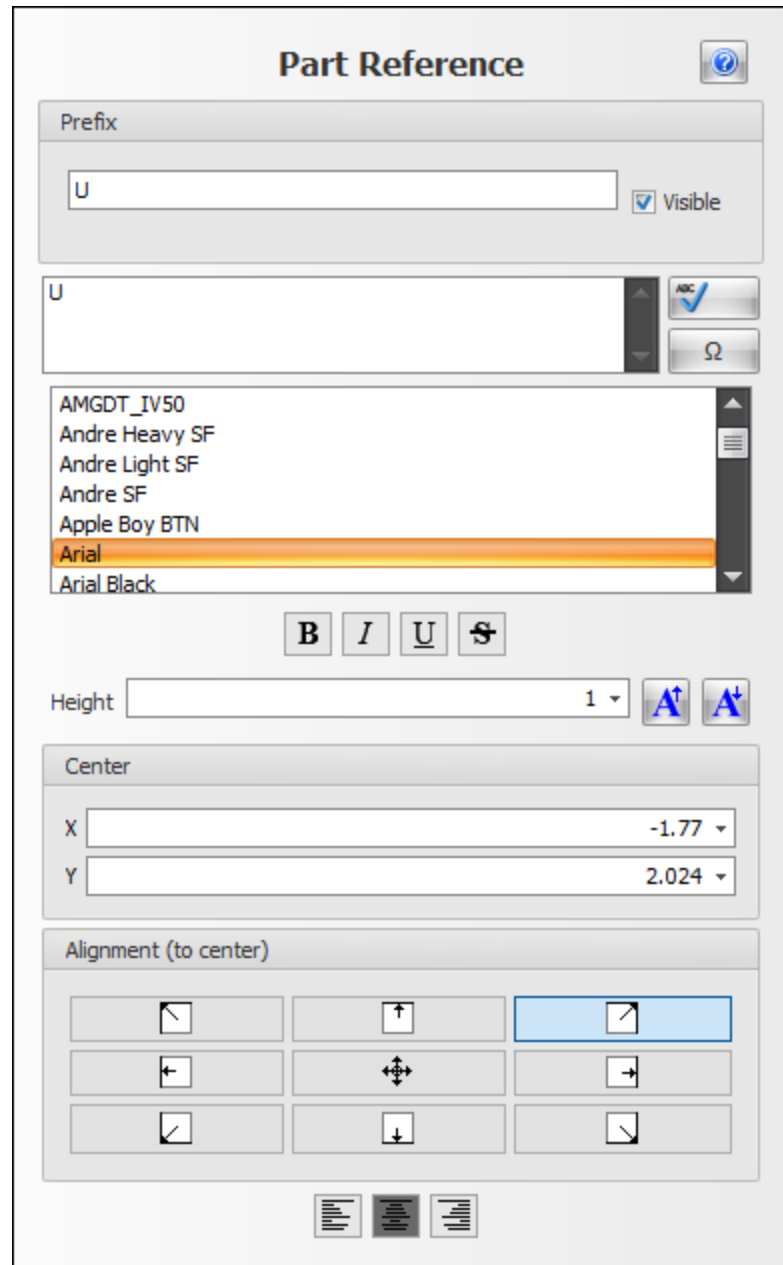 Part Reference
Prefix
U
Visible
U
ABC
Ω
AMGDT_IV50
Andre Heavy SF
Andre Light SF
Andre SF
Apple Boy BTN
Arial
Arial Black
B I U S
Height 1 A A
Center
X -1.77
Y 2.024
Alignment (to center)